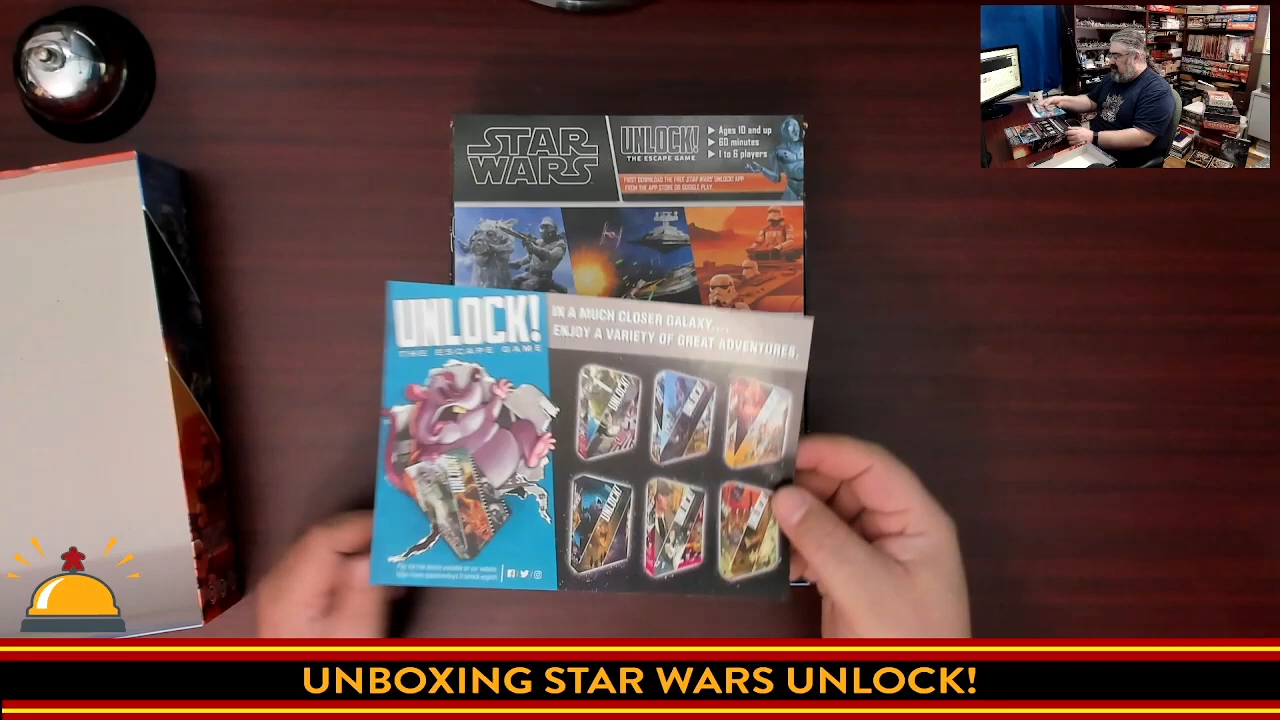 STAR
WARS
UNLOCK!
THE ESCAPE GAME
▶ Ages 10 and up
▶ 60 minutes
▶ 1 to 6 players
FIRST DOWNLOAD THE FREE STAR WARS UNLOCK! APP
FROM THE APP STORE OR GOOGLE PLAY.
UNLOCK!
THE ESCAPE GAME
IN A MUCH CLOSER GALAXY....
ENJOY A VARIETY OF GREAT ADVENTURES,
UNLOCK!
UNLOCK!
UNBOXING STAR WARS UNLOCK!